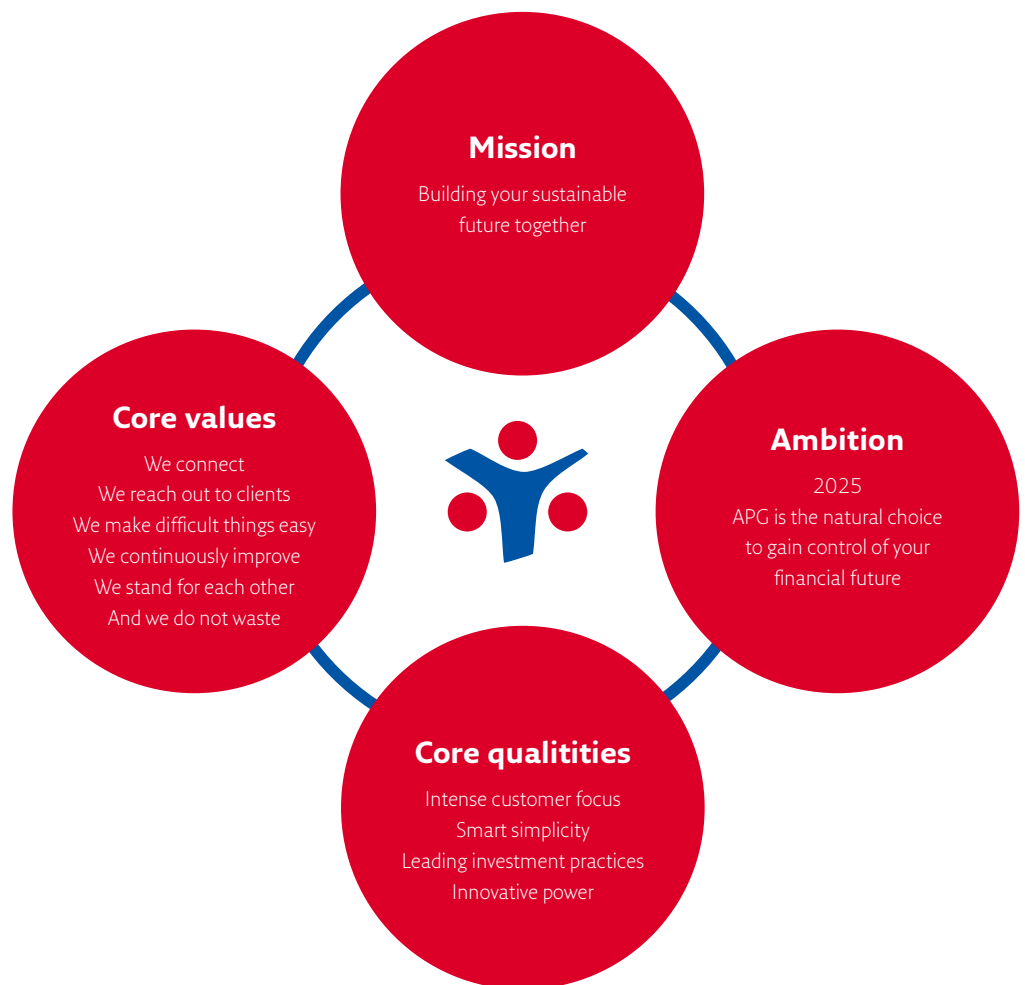 Mission
Building your sustainable
future together
Core values
We connect
We reach out to clients
We make difficult things easy
We continuously improve
We stand for each other
And we do not waste
Ambition
2025
APG is the natural choice
to gain control of your
financial future
Core qualitities
Intense customer focus
Smart simplicity
Leading investment practices
Innovative power